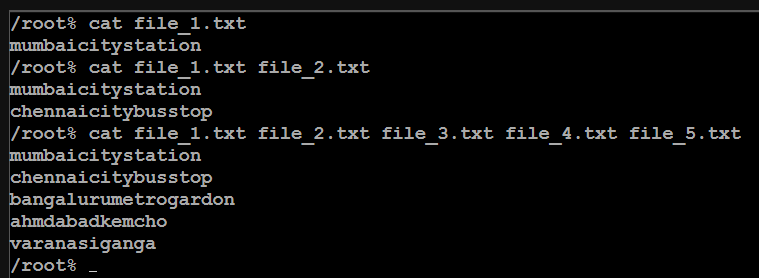 /root% cat file_1.txt
mumbaicitystation
/root% cat file_1.txt file_2.txt
mumbaicitystation
chennaicitybusstop
/root% cat file_1.txt file_2.txt file_3.txt file_4.txt file_5.txt
mumbaicitystation
chennaicitybusstop
bangalurumetrogardon
ahmdabadkemcho
varanasiganga
/root% _